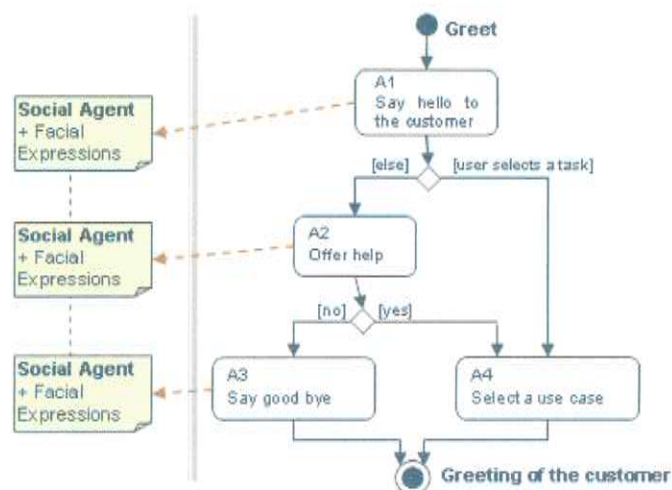 Greet
A1
Say hello to
the customer
Social Agent
+ Facial
Expressions
[else]
[user selects a task]
Social Agent
+ Facial
Expressions
A2
Offer help
[no]
[yes]
Social Agent
+ Facial
Expressions
A3
Say good bye
A4
Select a use case
Greeting of the customer